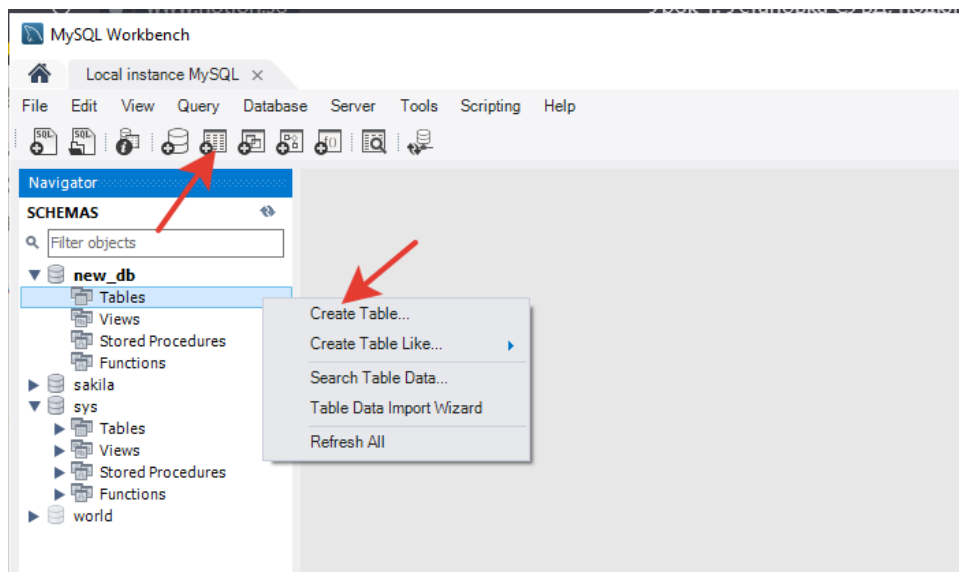 MySQL Workbench
Local instance MySQL
File Edit View Query Database Server Tools Scripting Help
SQL SQL
Navigator
SCHEMAS
Filter objects
new_db
Tables
Views
Stored Procedures
Functions
sakila
sys
Tables
Views
Stored Procedures
Functions
world
Create Table...
Create Table Like...
Search Table Data...
Table Data Import Wizard
Refresh All